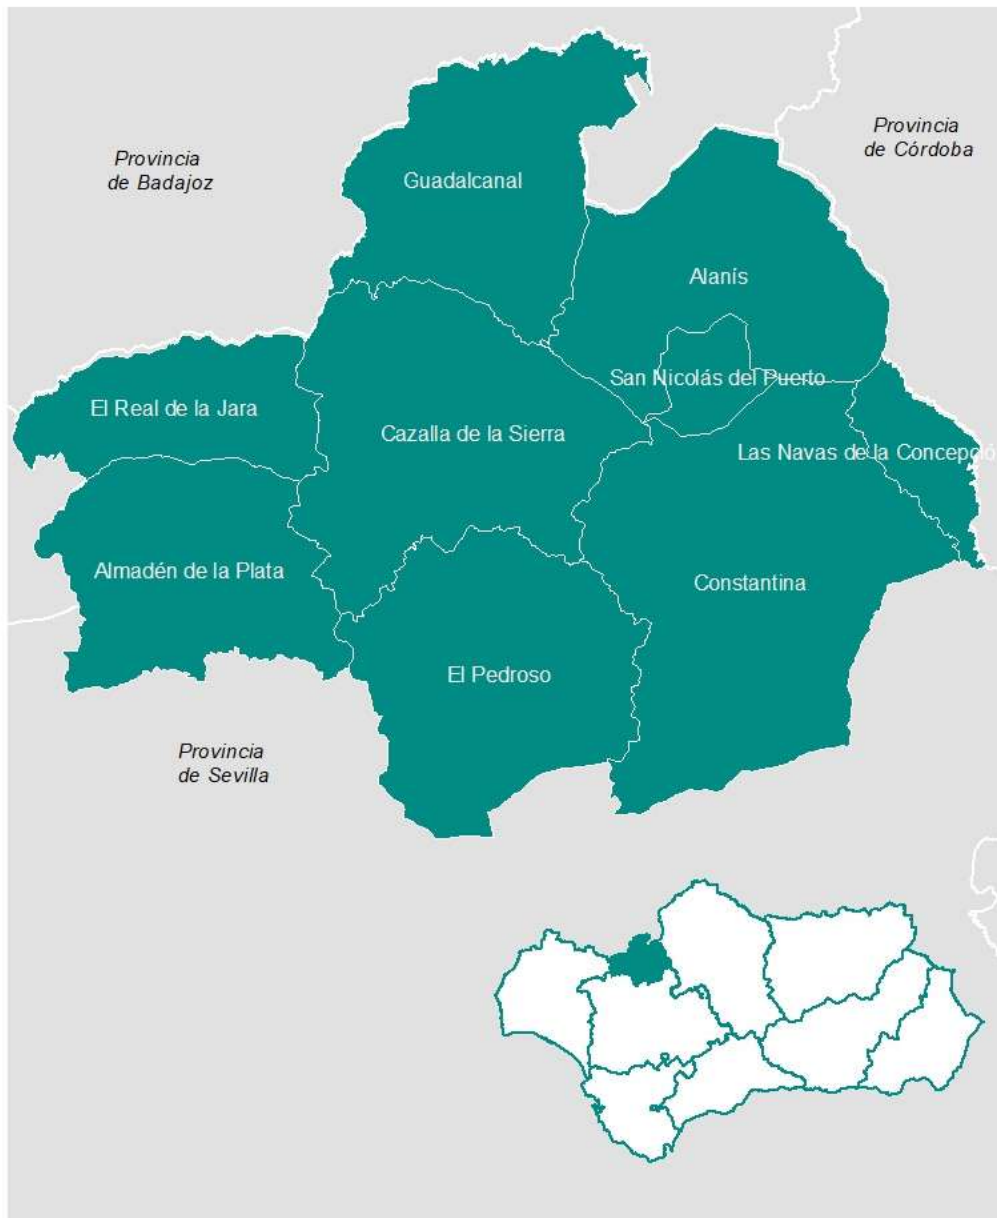 Provincia
de Badajoz
Provincia
de Córdoba
Guadalcanal
Alanís
San Nicolás del Puerto
El Real de la Jara
Cazalla de la Sierra
Las Navas de la Concepció
Almadén de la Plata
Constantina
El Pedroso
Provincia
de Sevilla